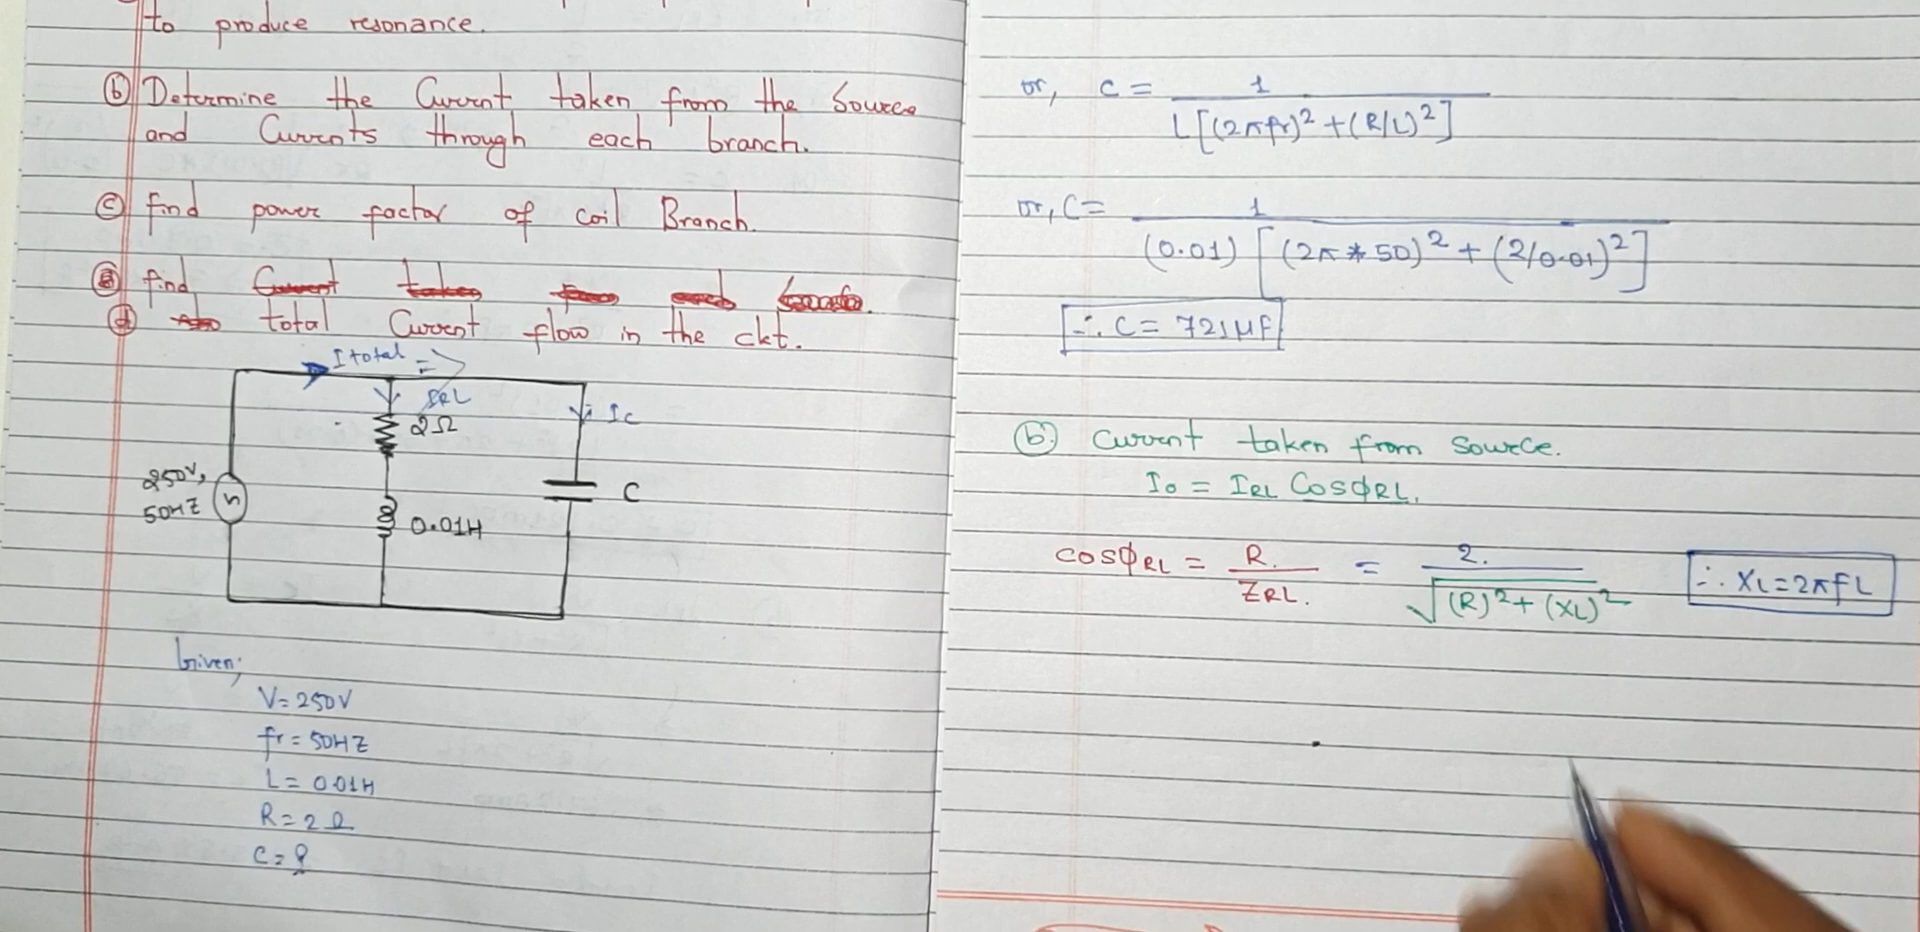 to produce resonance.
(b) Determine the Current taken from the Source
and Currents through each branch.
(c) find power factor of coil Branch.
find
(d) total Current flow in the ckt.
I total =>
IRL
Ic
2Ω
250V,
50HZ
C
0.01H
Given;
V=250V
fr=50HZ
L=0.01H
R=2Ω
C=?
or, C = 1 / L[(2πfr)²+(R/L)²]
or, C = 1 / (0.01)[(2π*50)²+(2/0.01)²]
∴ C = 721μF
(b) Current taken from Source.
Io = IRL CosφRL.
cosφRL = R. / ZRL. = 2. / √(R)²+(XL)²
∴ XL=2πfL